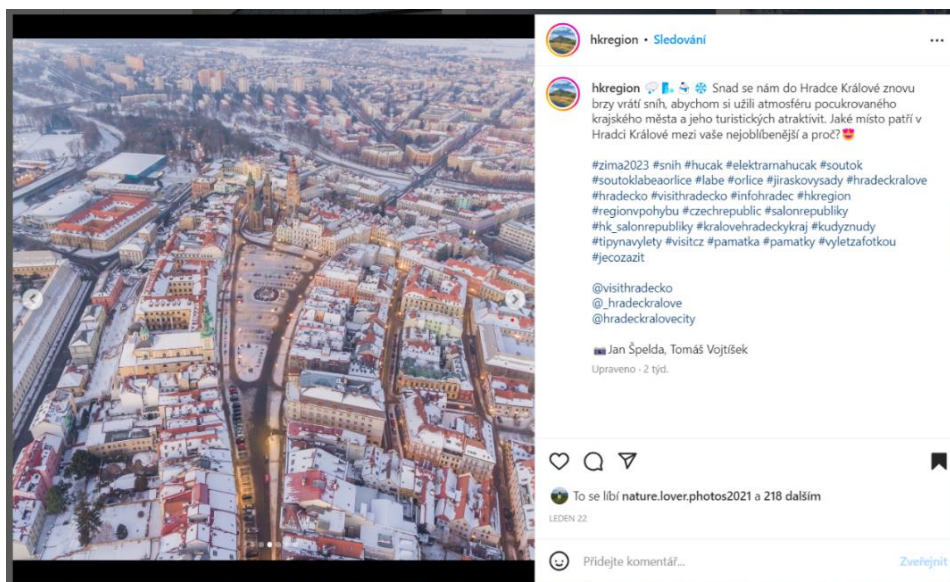 hkregion • Sledování
hkregion Snad se nám do Hradce Králové znovu
brzy vrátí sníh, abychom si užili atmosféru pocukrovaného
krajského města a jeho turistických atraktivit. Jaké místo patří v
Hradci Králové mezi vaše nejoblíbenější a proč?
#zima2023 #snih #hucak #elektrarnahucak #soutok
#soutoklabeaorlice #labe #orlice #jiraskovysady #hradeckralove
#hradecko #visithradecko #infohradec #hkregion
#regionvpohybu #czechrepublic #salonrepubliky
#hk_salonrepubliky #kralovehradeckykraj #kudyznudy
#tipynavylety #visitcz #pamatka #pamatky #vyletzafotkou
#jecozazit
@visithradecko
@_hradeckralove
@hradeckralovecity
Jan Špelda, Tomáš Vojtíšek
Upraveno · 2 týd.
To se líbí nature.lover.photos2021 a 218 dalším
LEDEN 22
Přidejte komentář...
Zveřejnit